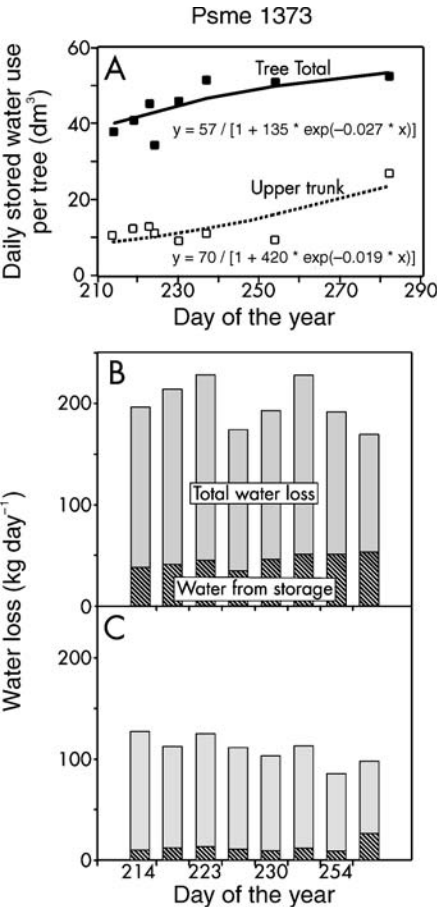 Psme 1373
A
60
40
20
0
Daily stored water use
per tree (dm³)
Tree Total
y = 57 / [1 + 135 * exp(−0.027 * x)]
Upper trunk
y = 70 / [1 + 420 * exp(−0.019 * x)]
210 230 250 270 290
Day of the year
B
200
100
0
Total water loss
Water from storage
Water loss (kg day⁻¹)
C
200
100
0
214 223 230 254
Day of the year